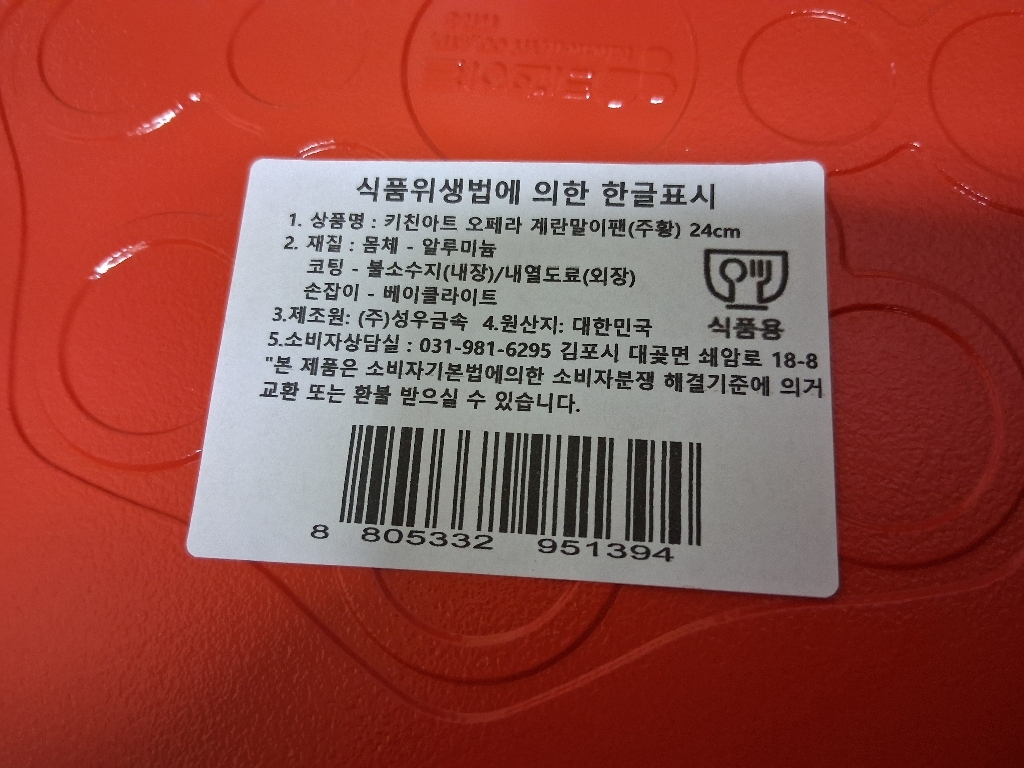 식품위생법에 의한 한글표시
1. 상품명 : 키친아트 오페라 계란말이팬(주황) 24cm
2. 재질 : 몸체 - 알루미늄
코팅 - 불소수지(내장)/내열도료(외장)
손잡이 - 베이클라이트
3.제조원: (주)성우금속 4.원산지: 대한민국
식품용
5.소비자상담실 : 031-981-6295 김포시 대곶면 쇄암로 18-8
"본 제품은 소비자기본법에의한 소비자분쟁 해결기준에 의거
교환 또는 환불 받으실 수 있습니다.
8 805332 951394